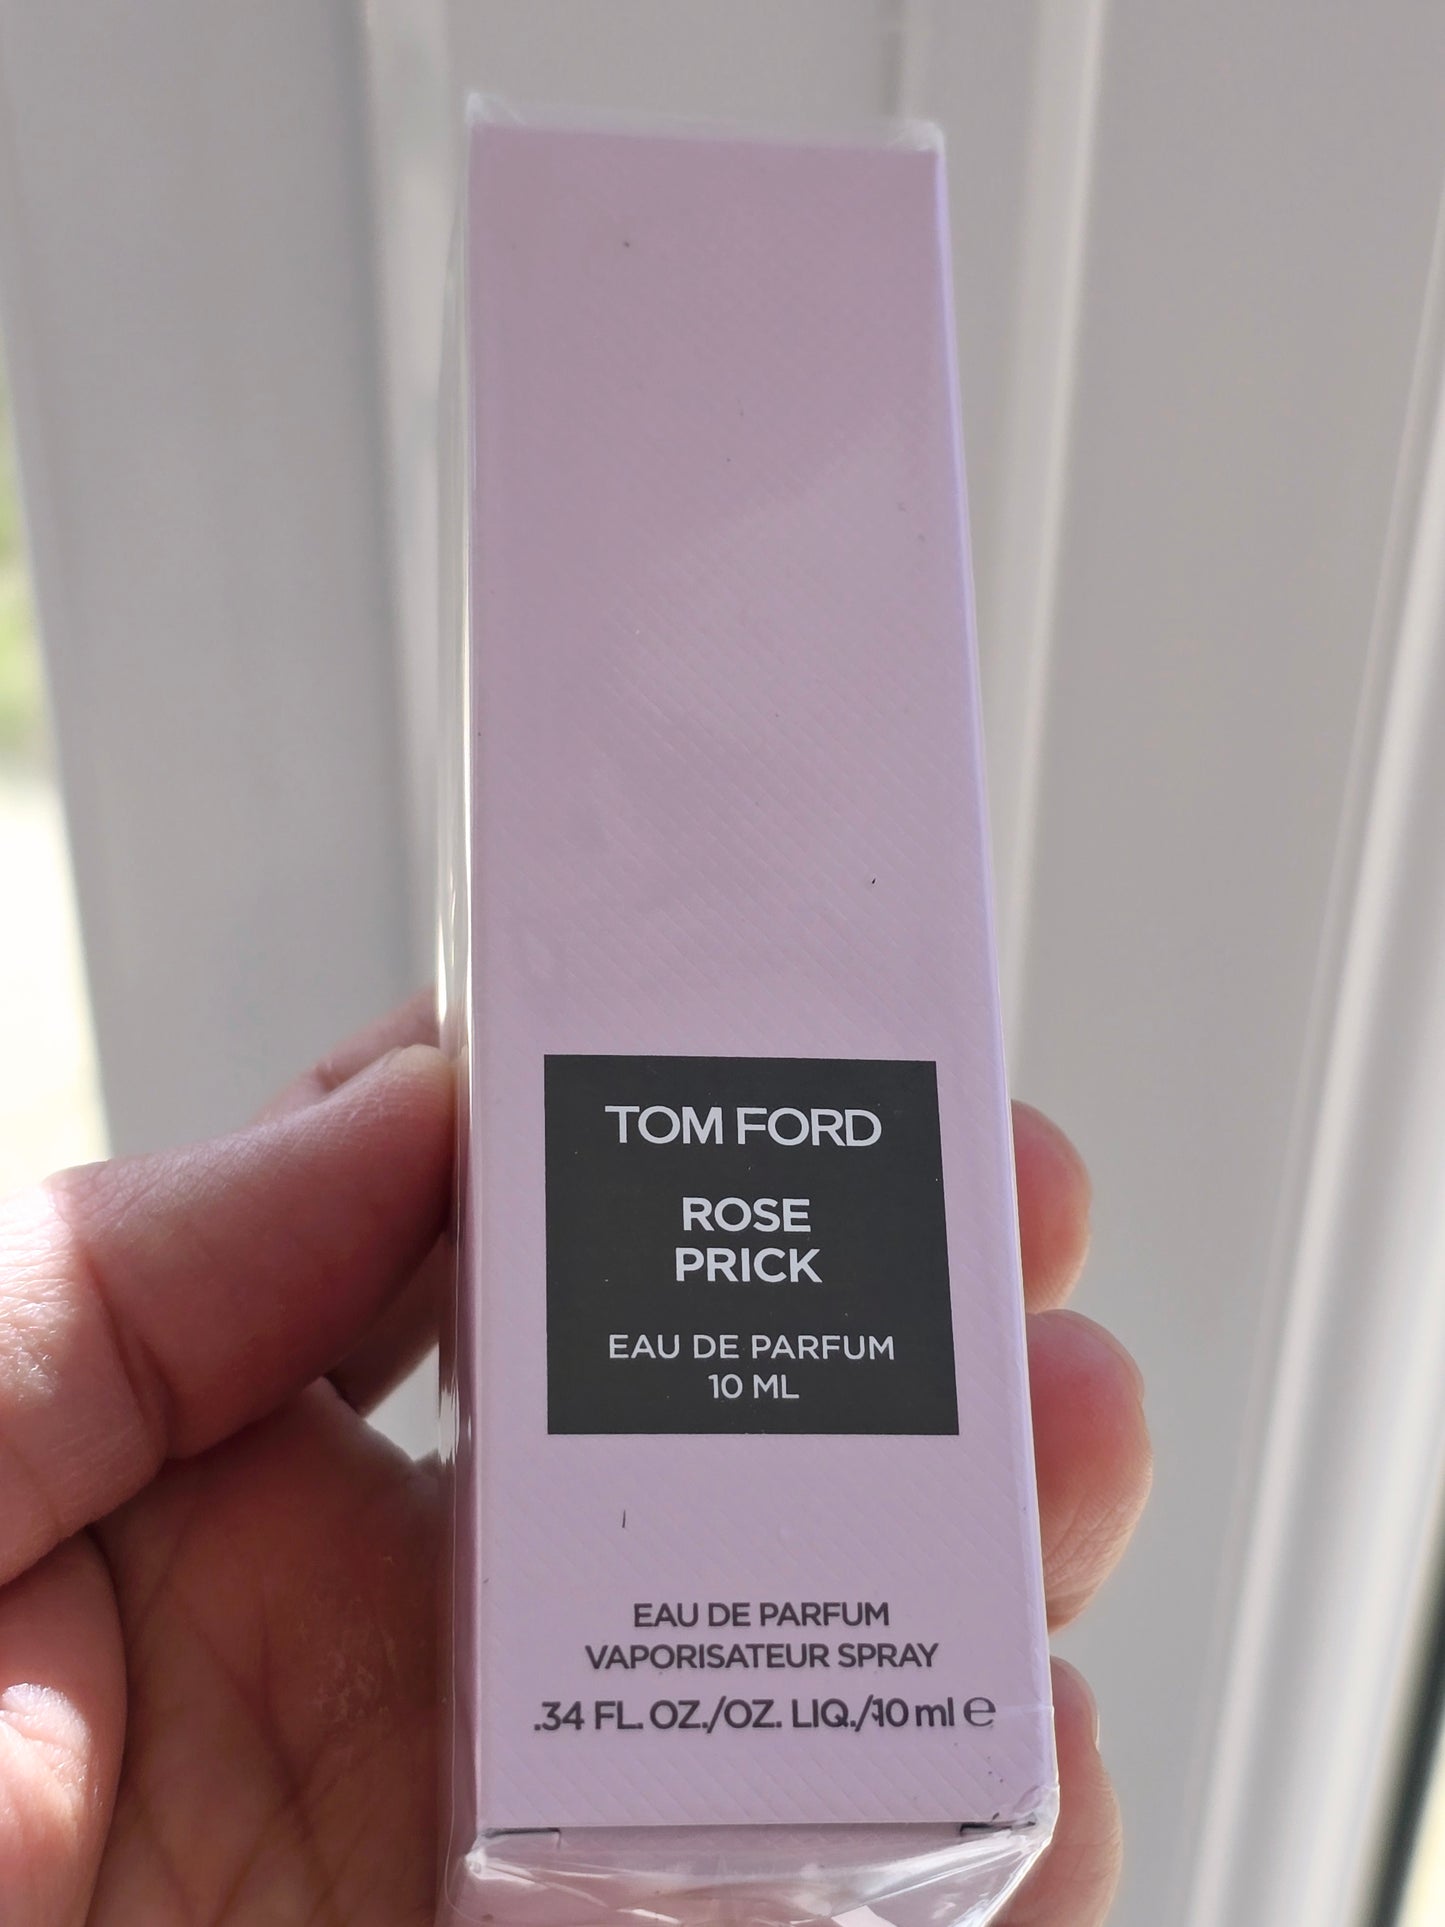 TOM FORD
ROSE
PRICK
EAU DE PARFUM
10 ML
EAU DE PARFUM
VAPORISATEUR SPRAY
.34 FL. OZ./OZ. LIQ./10 ml ℮